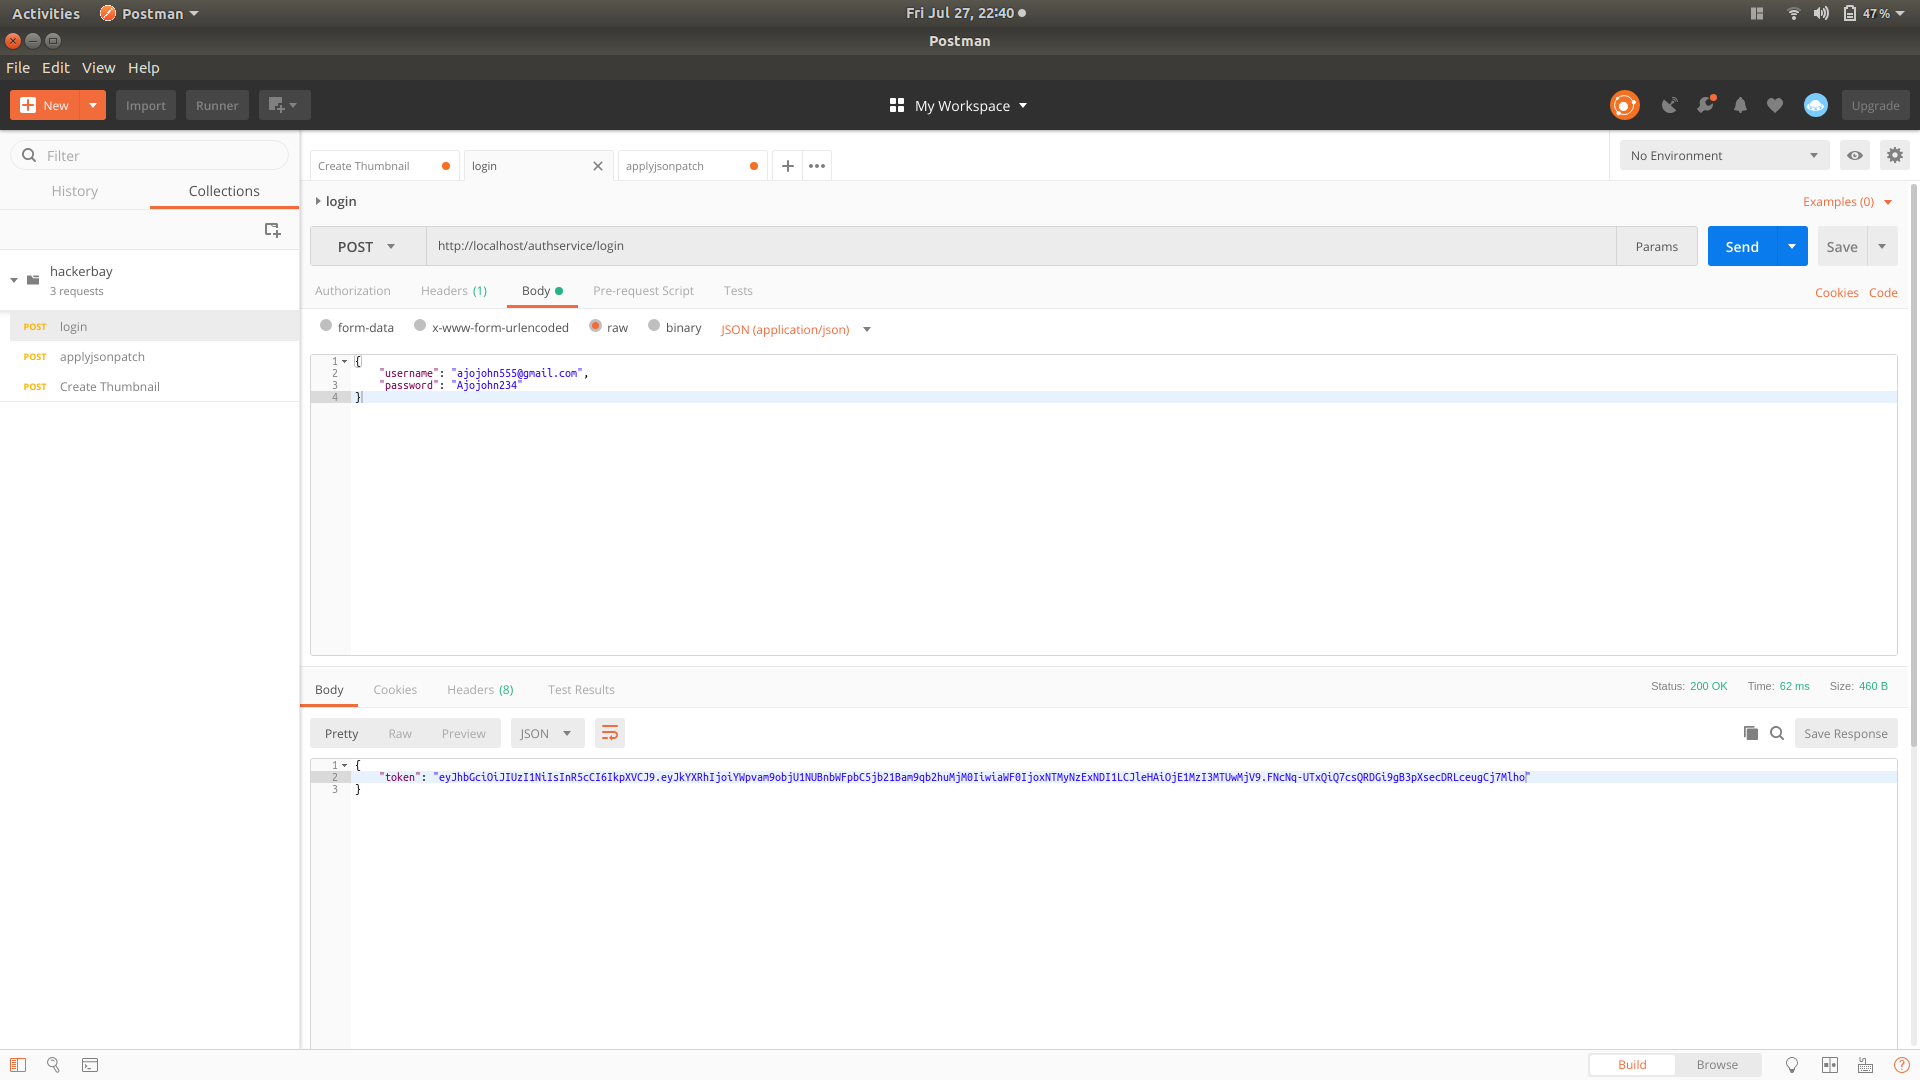 Activities Postman Fri Jul 27, 22:40 47 %
Postman
File Edit View Help
New Import Runner My Workspace Upgrade
Filter
History Collections
hackerbay
3 requests
POST login
POST applyjsonpatch
POST Create Thumbnail
Create Thumbnail login applyjsonpatch No Environment
login Examples (0)
POST http://localhost/authservice/login Params Send Save
Authorization Headers (1) Body Pre-request Script Tests Cookies Code
form-data x-www-form-urlencoded raw binary JSON (application/json)
1 {
2 "username": "ajojohn555@gmail.com",
3 "password": "Ajojohn234"
4 }
Body Cookies Headers (8) Test Results Status: 200 OK Time: 62 ms Size: 460 B
Pretty Raw Preview JSON Save Response
1 {
2 "token": "eyJhbGciOiJIUzI1NiIsInR5cCI6IkpXVCJ9.eyJkYXRhIjoiYWpvam9objU1NUBnbWFpbC5jb21Bam9qb2huMjM0IiwiaWF0IjoxNTMyNzExNDI1LCJleHAiOjE1MzI3MTUwMjV9.FNcNq-UTxQiQ7csQRDGi9gB3pXsecDRLceugCj7Mlho"
3 }
Build Browse